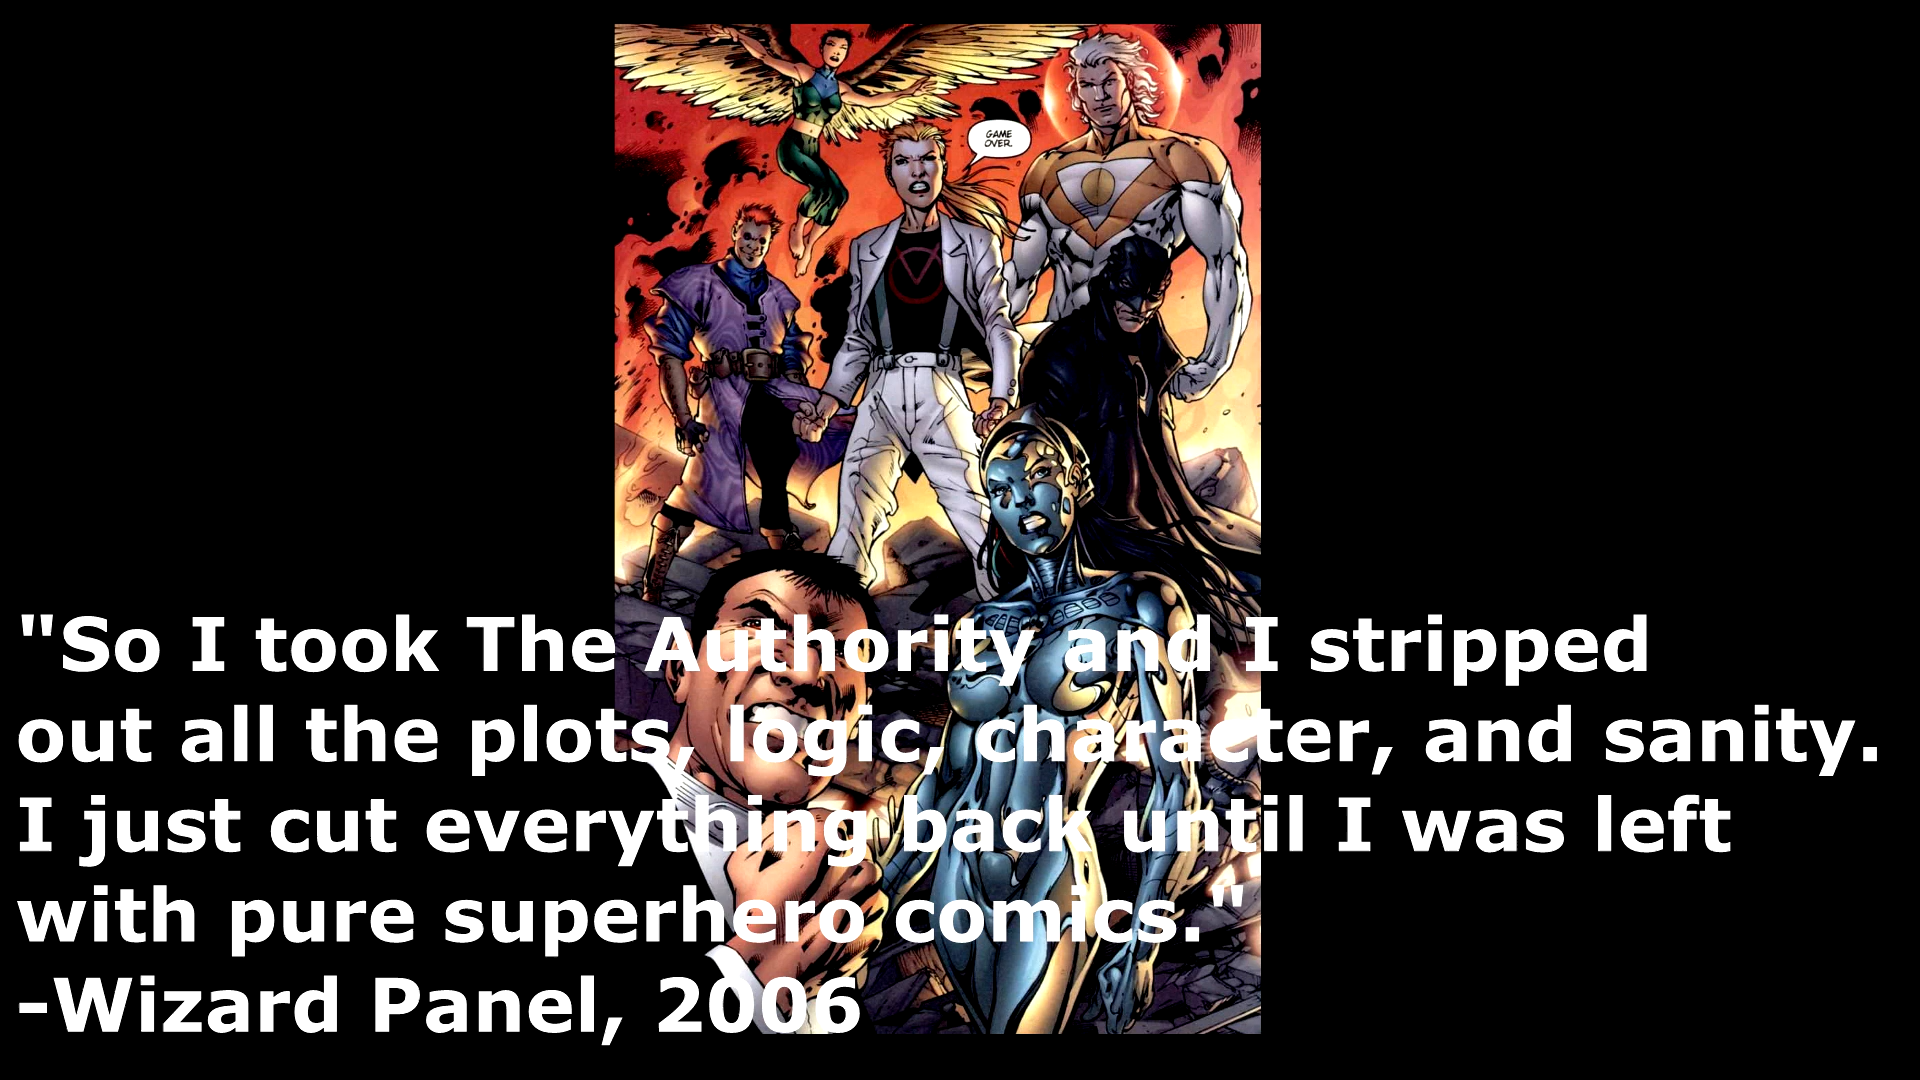 GAME
OVER.
"So I took The Authority and I stripped
out all the plots, logic, character, and sanity.
I just cut everything back until I was left
with pure superhero comics."
-Wizard Panel, 2006